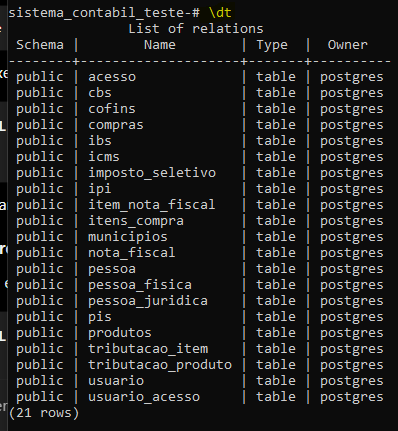 sistema_contabil_teste-# \dt
List of relations
Schema | Name | Type | Owner
--------+--------------------+-------+----------
public | acesso | table | postgres
public | cbs | table | postgres
public | cofins | table | postgres
public | compras | table | postgres
public | ibs | table | postgres
public | icms | table | postgres
public | imposto_seletivo | table | postgres
public | ipi | table | postgres
public | item_nota_fiscal | table | postgres
public | itens_compra | table | postgres
public | municipios | table | postgres
public | nota_fiscal | table | postgres
public | pessoa | table | postgres
public | pessoa_fisica | table | postgres
public | pessoa_juridica | table | postgres
public | pis | table | postgres
public | produtos | table | postgres
public | tributacao_item | table | postgres
public | tributacao_produto | table | postgres
public | usuario | table | postgres
public | usuario_acesso | table | postgres
(21 rows)